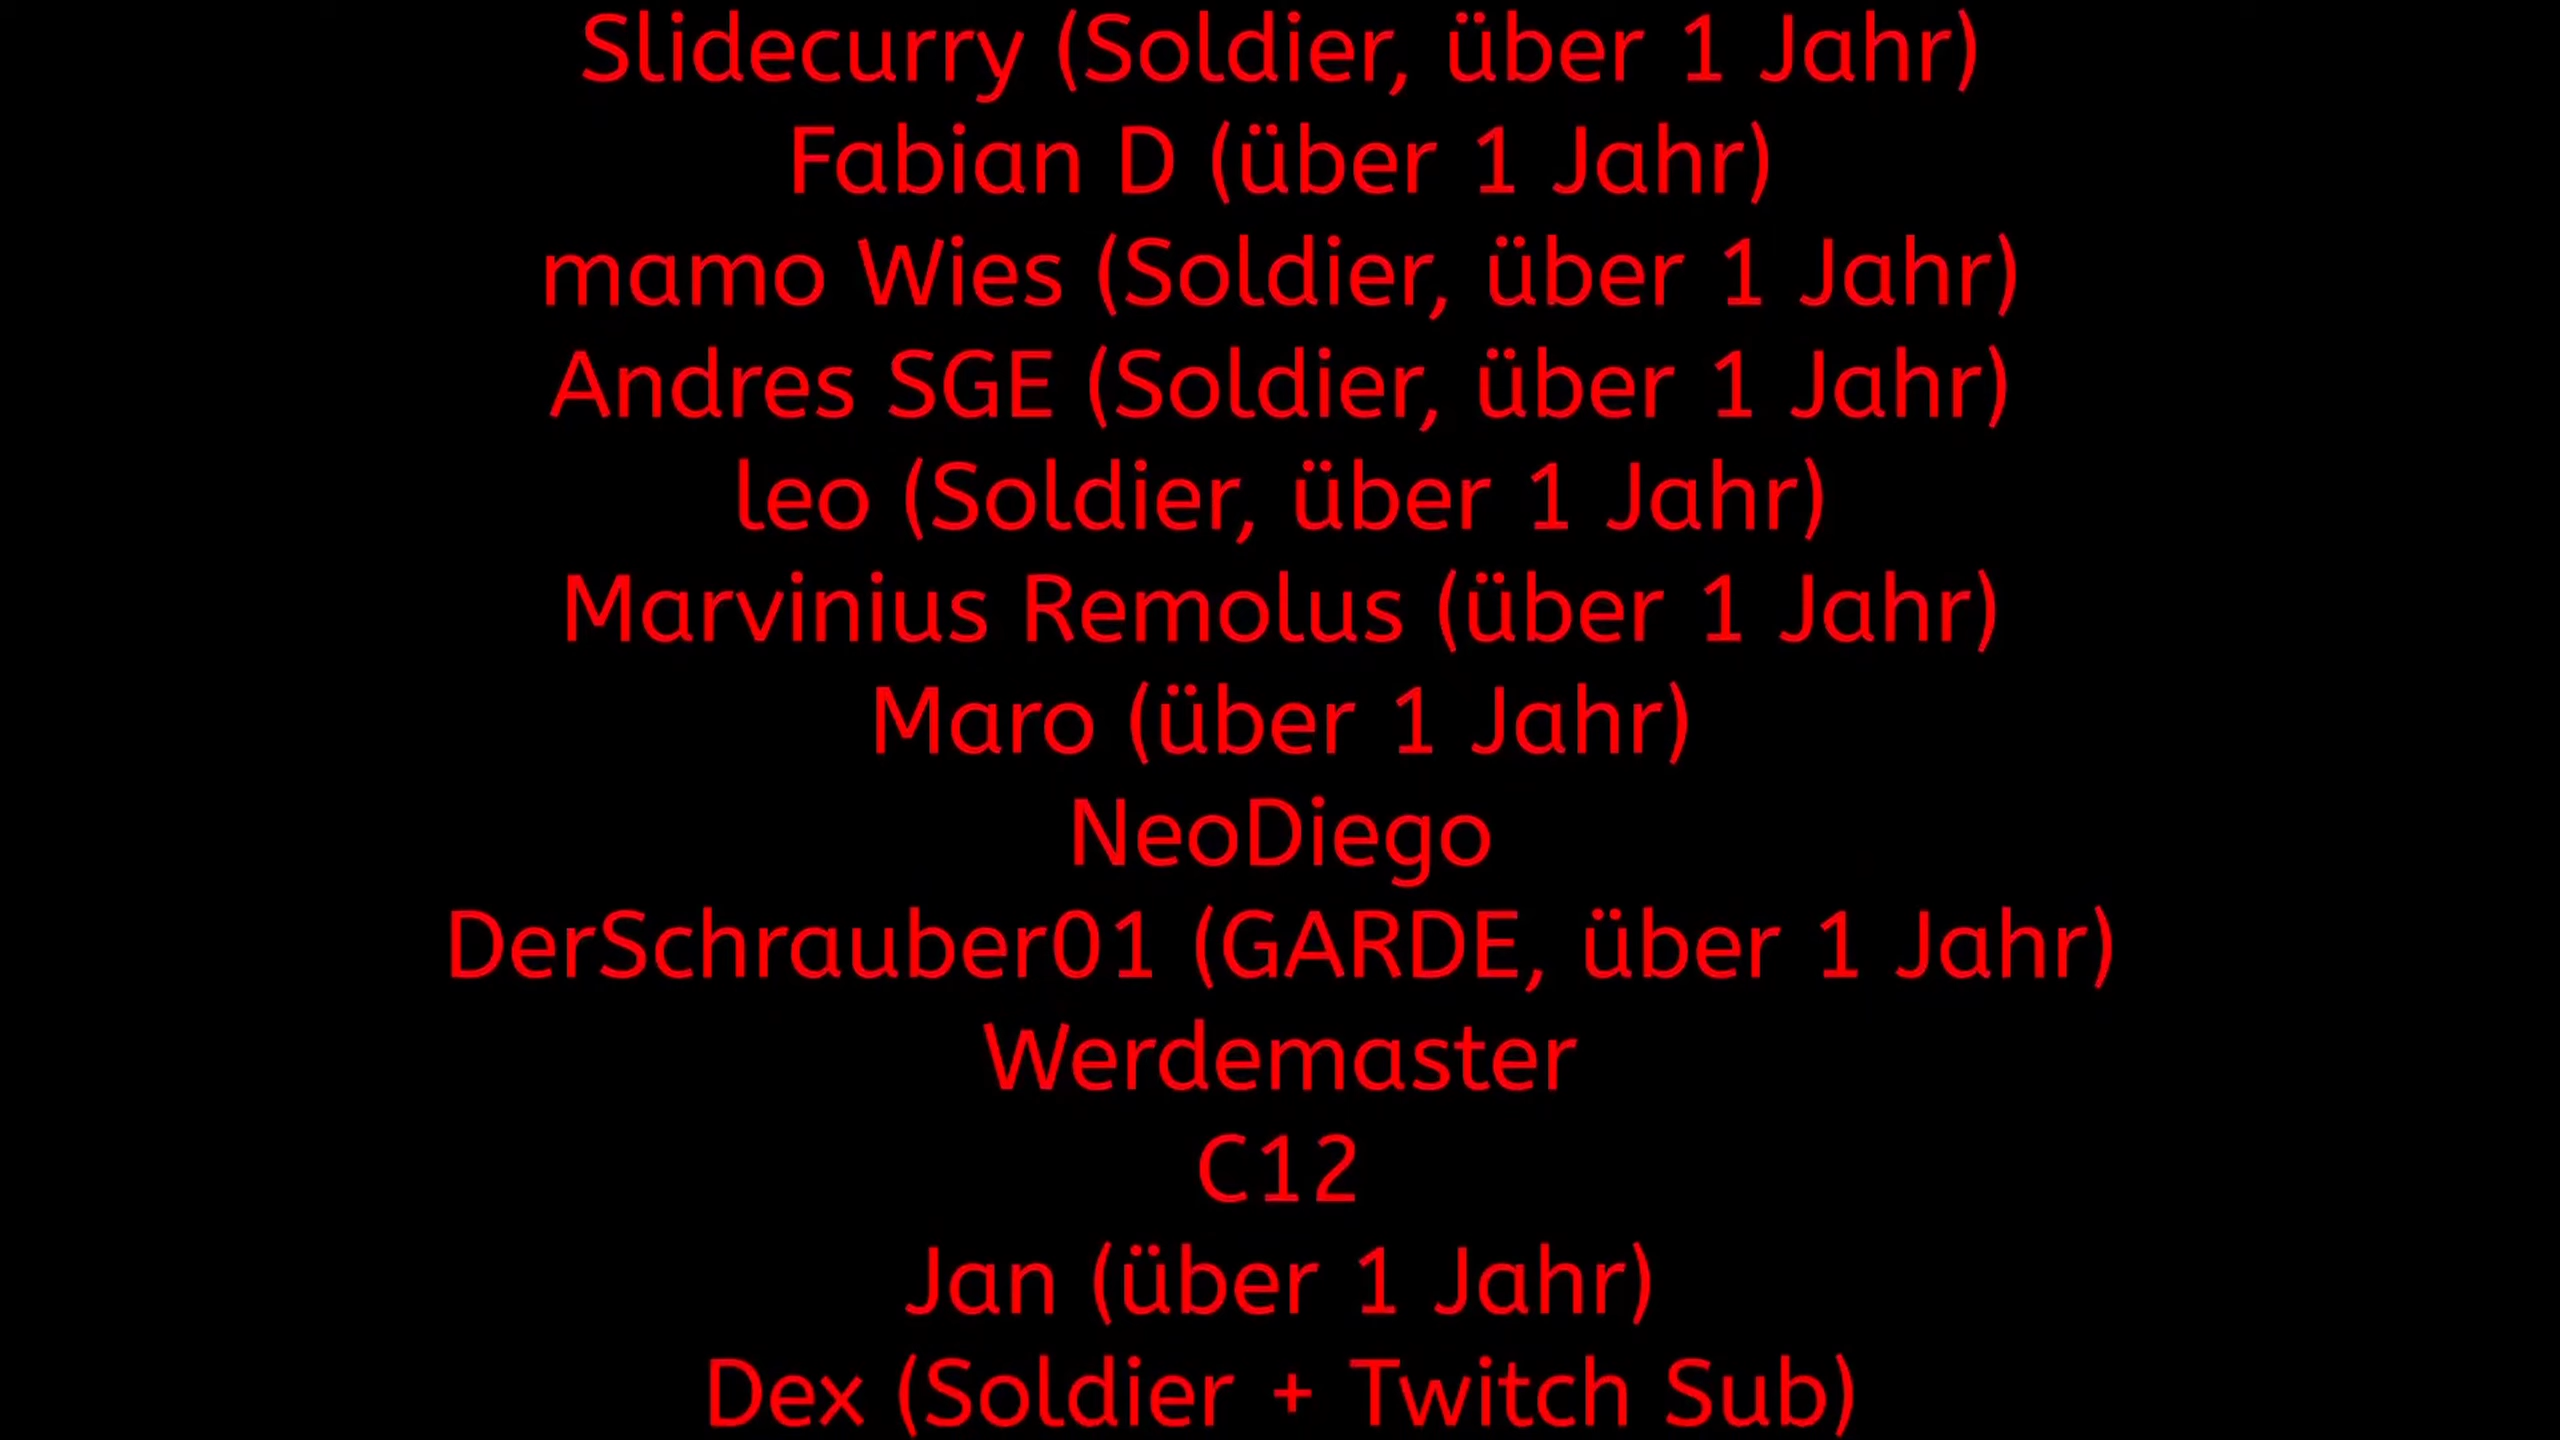 Slidecurry (Soldier, über 1 Jahr)
Fabian D (über 1 Jahr)
mamo Wies (Soldier, über 1 Jahr)
Andres SGE (Soldier, über 1 Jahr)
leo (Soldier, über 1 Jahr)
Marvinius Remolus (über 1 Jahr)
Maro (über 1 Jahr)
NeoDiego
DerSchrauber01 (GARDE, über 1 Jahr)
Werdemaster
C12
Jan (über 1 Jahr)
Dex (Soldier + Twitch Sub)